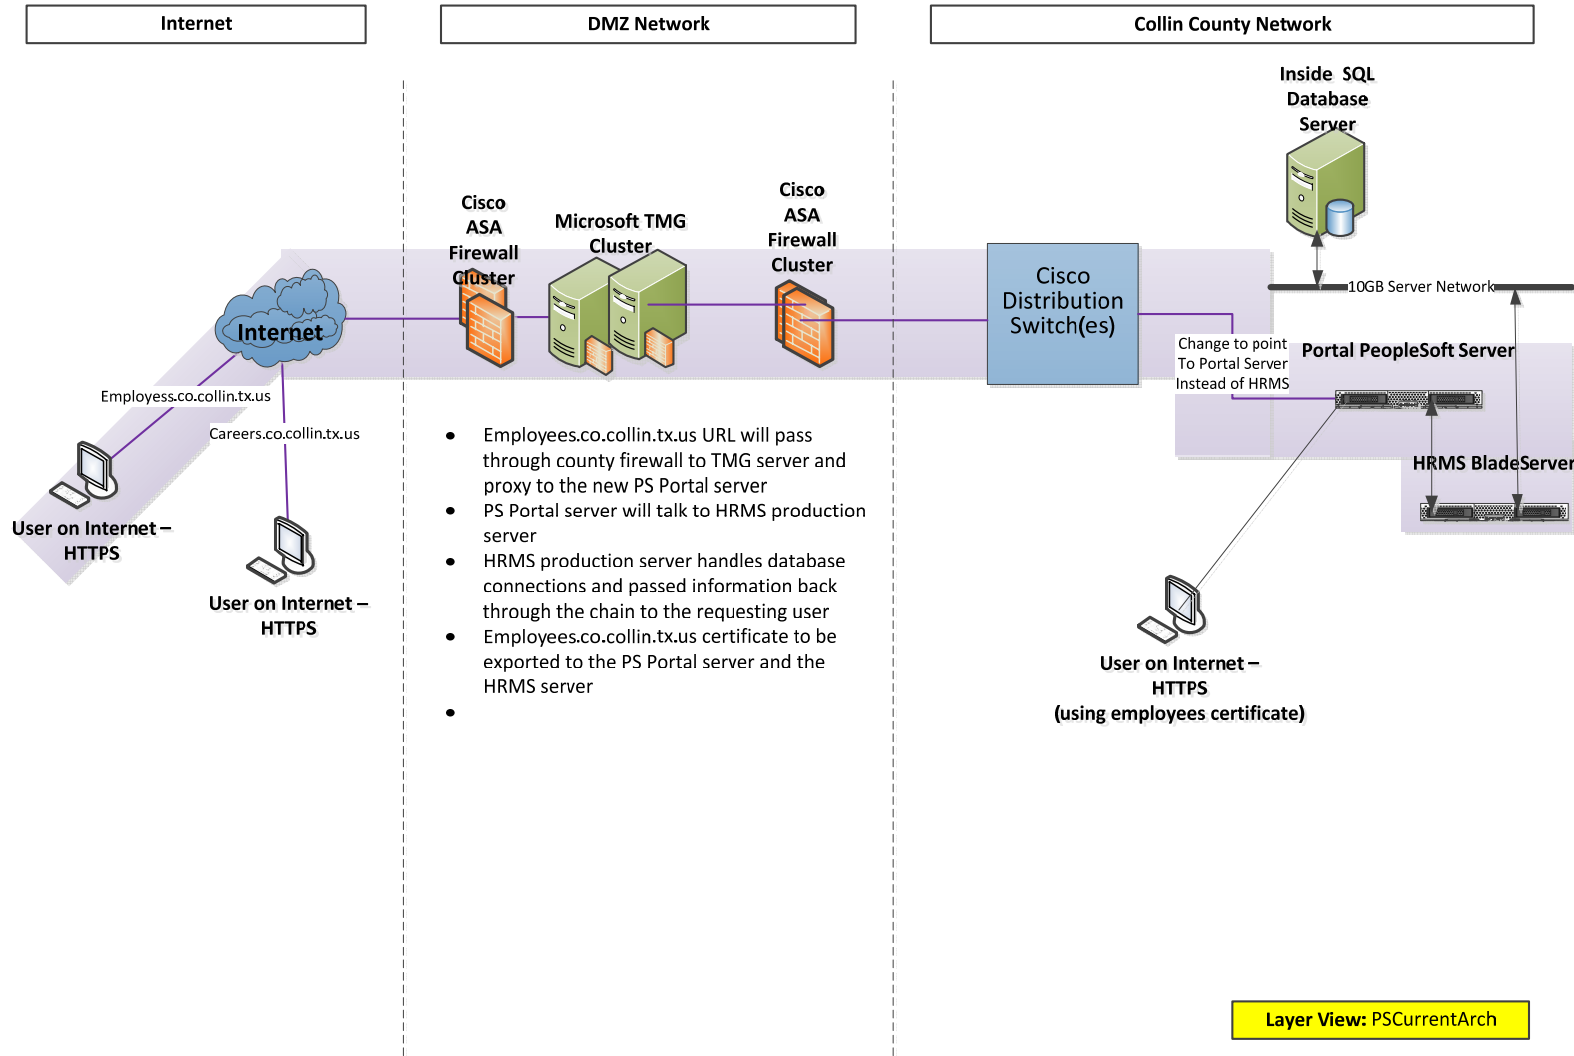 Internet
DMZ Network
Collin County Network
Inside SQL
Database
Server
Cisco
ASA
Firewall
Cluster
Microsoft TMG
Cluster
Cisco
ASA
Firewall
Cluster
Cisco
Distribution
Switch(es)
10GB Server Network
Internet
Change to point
To Portal Server
Instead of HRMS
Portal PeopleSoft Server
Employess.co.collin.tx.us
Careers.co.collin.tx.us
HRMS BladeServer
User on Internet –
HTTPS
User on Internet –
HTTPS
• Employees.co.collin.tx.us URL will pass
through county firewall to TMG server and
proxy to the new PS Portal server
• PS Portal server will talk to HRMS production
server
• HRMS production server handles database
connections and passed information back
through the chain to the requesting user
• Employees.co.collin.tx.us certificate to be
exported to the PS Portal server and the
HRMS server
•
User on Internet –
HTTPS
(using employees certificate)
Layer View: PSCurrentArch